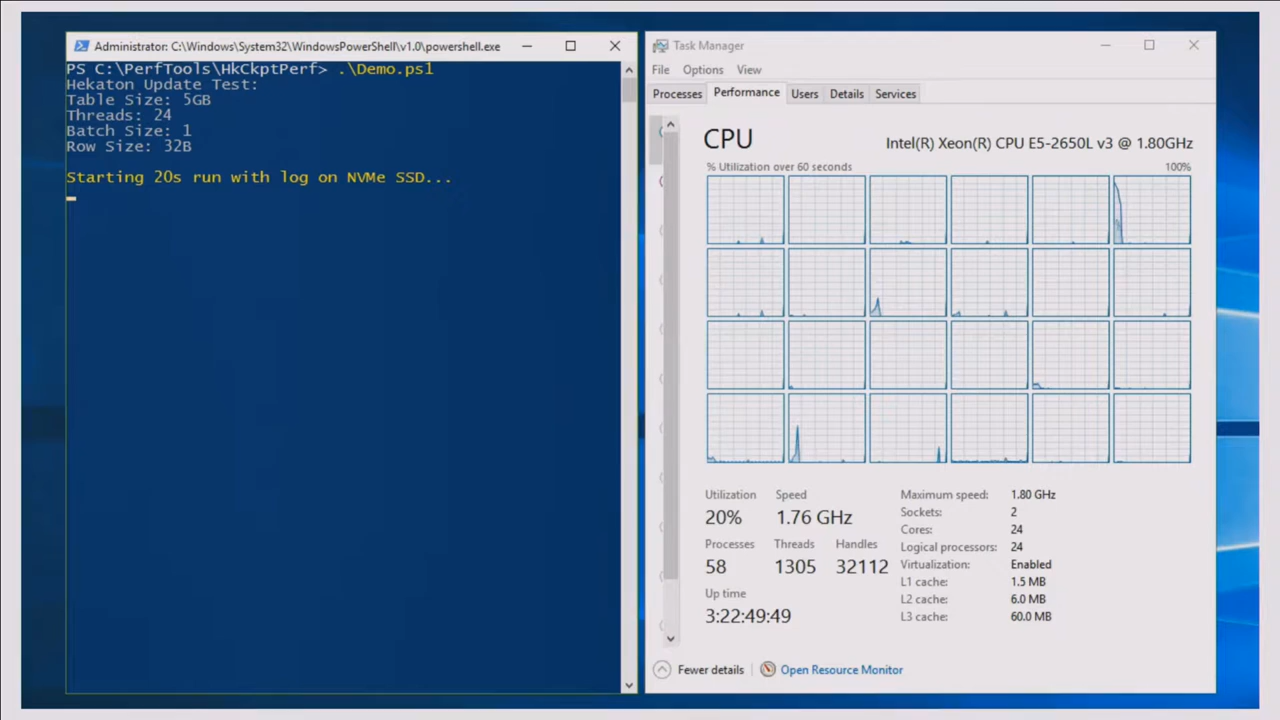 Administrator: C:\Windows\System32\WindowsPowerShell\v1.0\powershell.exe
PS C:\PerfTools\HkCkptPerf> .\Demo.ps1
Hekaton Update Test:
Table Size: 5GB
Threads: 24
Batch Size: 1
Row Size: 32B
Starting 20s run with log on NVMe SSD...
Task Manager
File Options View
Processes Performance Users Details Services
CPU
Intel(R) Xeon(R) CPU E5-2650L v3 @ 1.80GHz
% Utilization over 60 seconds 100%
Utilization Speed
20% 1.76 GHz
Processes Threads Handles
58 1305 32112
Up time
3:22:49:49
Maximum speed: 1.80 GHz
Sockets: 2
Cores: 24
Logical processors: 24
Virtualization: Enabled
L1 cache: 1.5 MB
L2 cache: 6.0 MB
L3 cache: 60.0 MB
Fewer details Open Resource Monitor